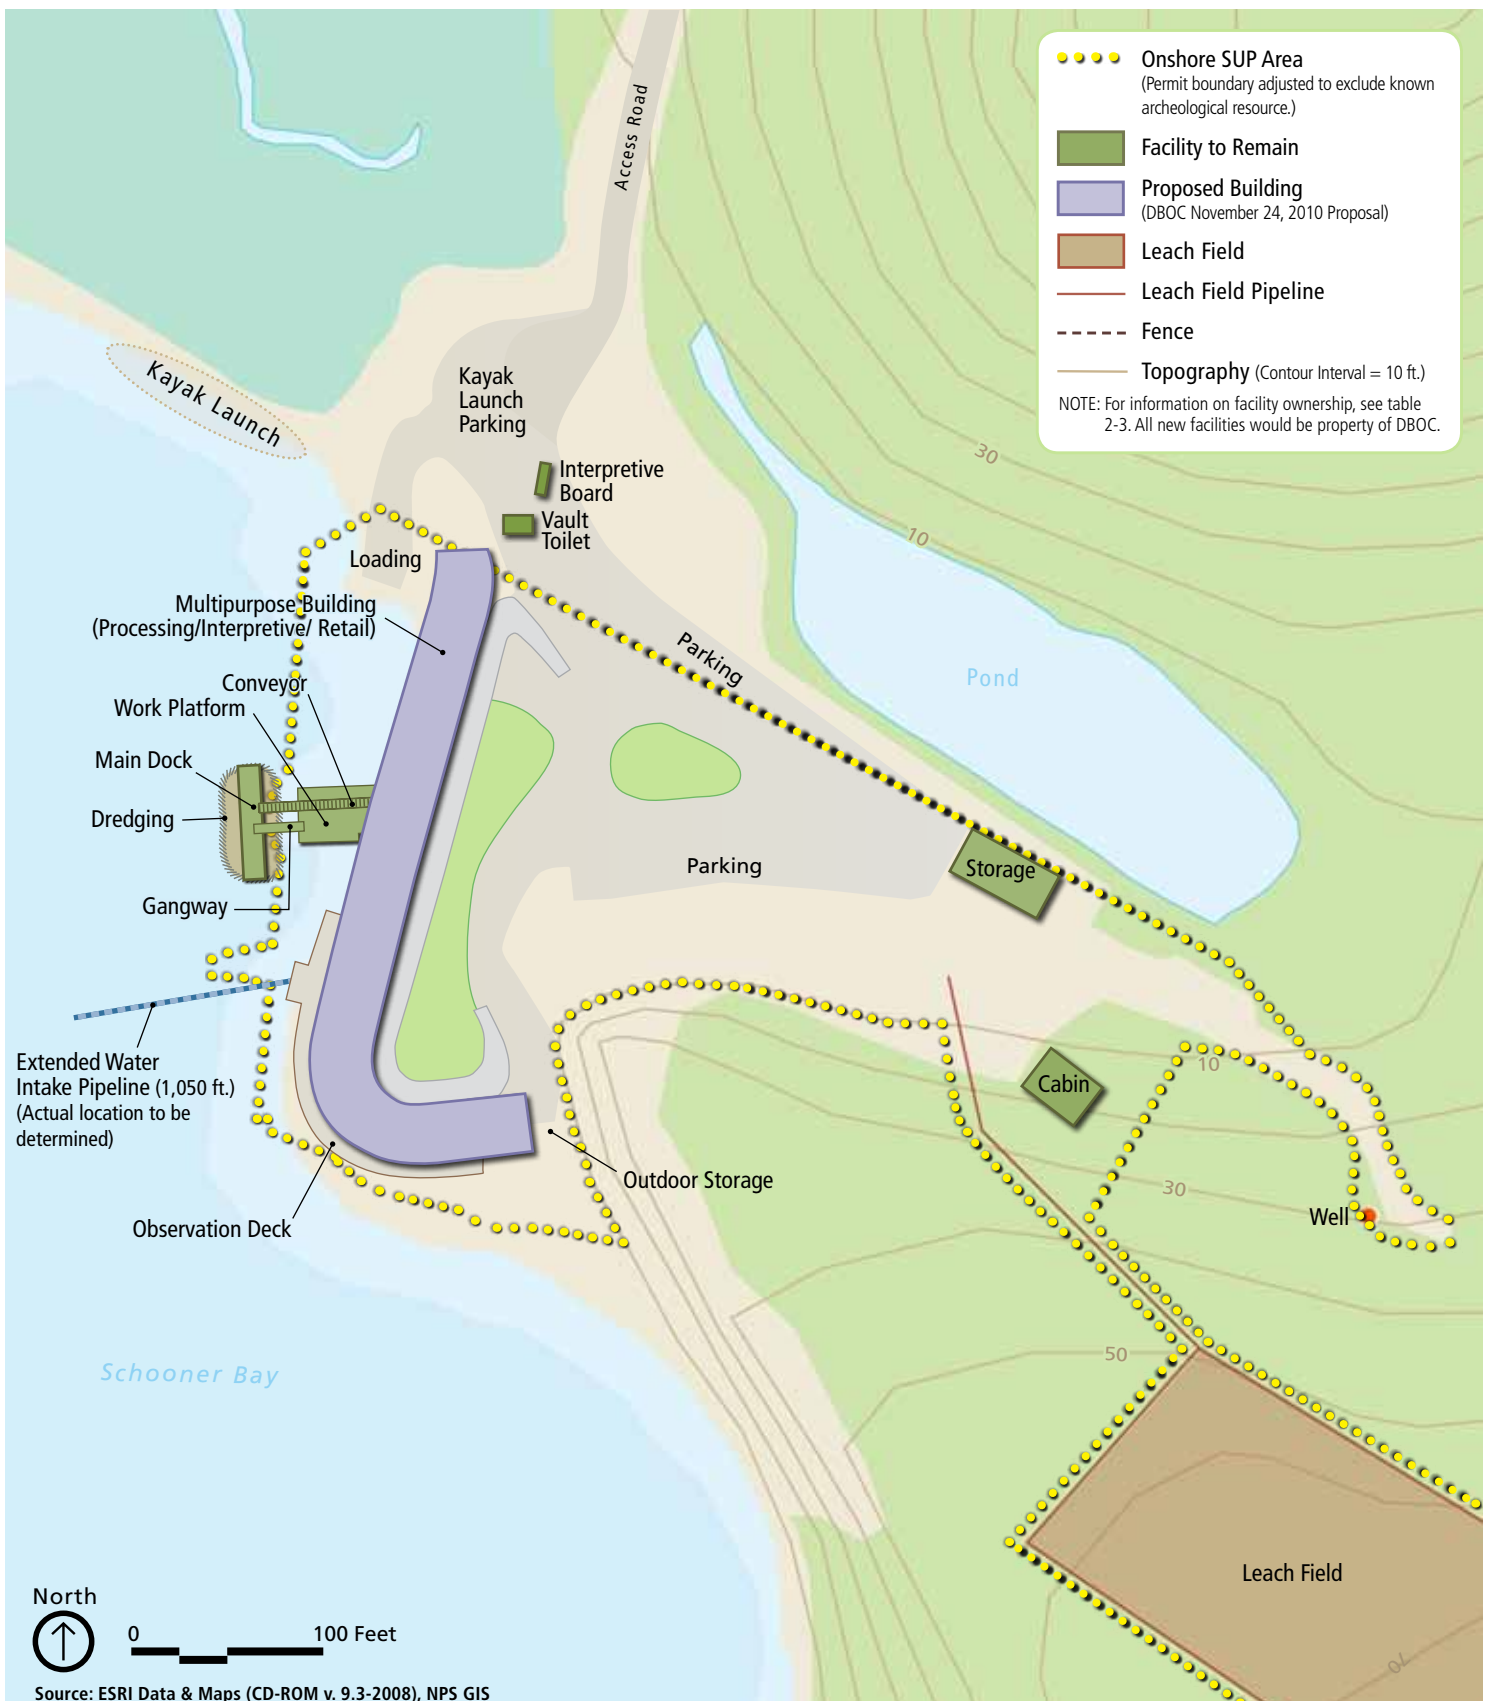 Onshore SUP Area
(Permit boundary adjusted to exclude known
archeological resource.)
Facility to Remain
Proposed Building
(DBOC November 24, 2010 Proposal)
Leach Field
Leach Field Pipeline
Fence
Topography (Contour Interval = 10 ft.)
NOTE: For information on facility ownership, see table
2-3. All new facilities would be property of DBOC.
Access Road
Kayak Launch
Kayak
Launch
Parking
30
Interpretive
Board
10
Vault
Toilet
Loading
Multipurpose Building
(Processing/Interpretive/ Retail)
Parking
Pond
Conveyor
Work Platform
Main Dock
Dredging
Parking
Storage
Gangway
Extended Water
Intake Pipeline (1,050 ft.)
(Actual location to be
determined)
10
Cabin
Outdoor Storage
30
Well
Observation Deck
50
Schooner Bay
Leach Field
70
North
0 100 Feet
Source: ESRI Data & Maps (CD-ROM v. 9.3-2008), NPS GIS